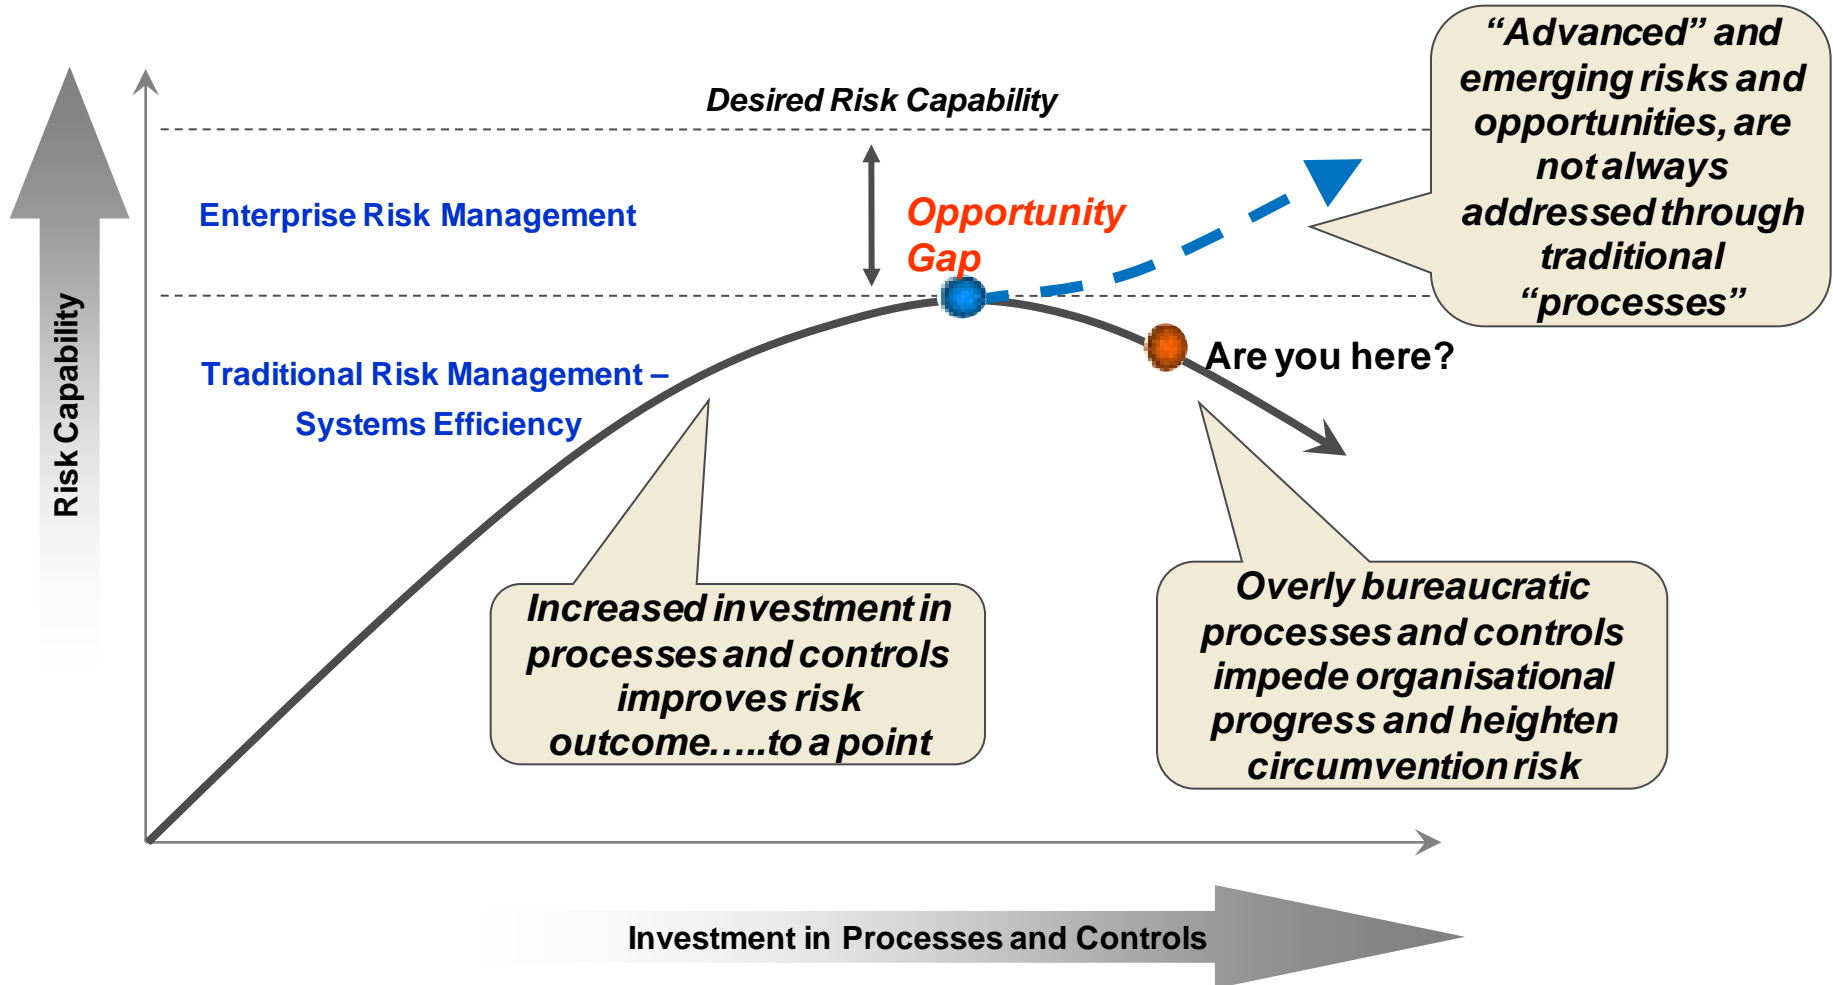 “Advanced” and
emerging risks and
opportunities, are
not always
addressed through
traditional
“processes”
Desired Risk Capability
Enterprise Risk Management
Opportunity
Gap
Risk Capability
Are you here?
Traditional Risk Management –
Systems Efficiency
Increased investment in
processes and controls
improves risk
outcome…..to a point
Overly bureaucratic
processes and controls
impede organisational
progress and heighten
circumvention risk
Investment in Processes and Controls